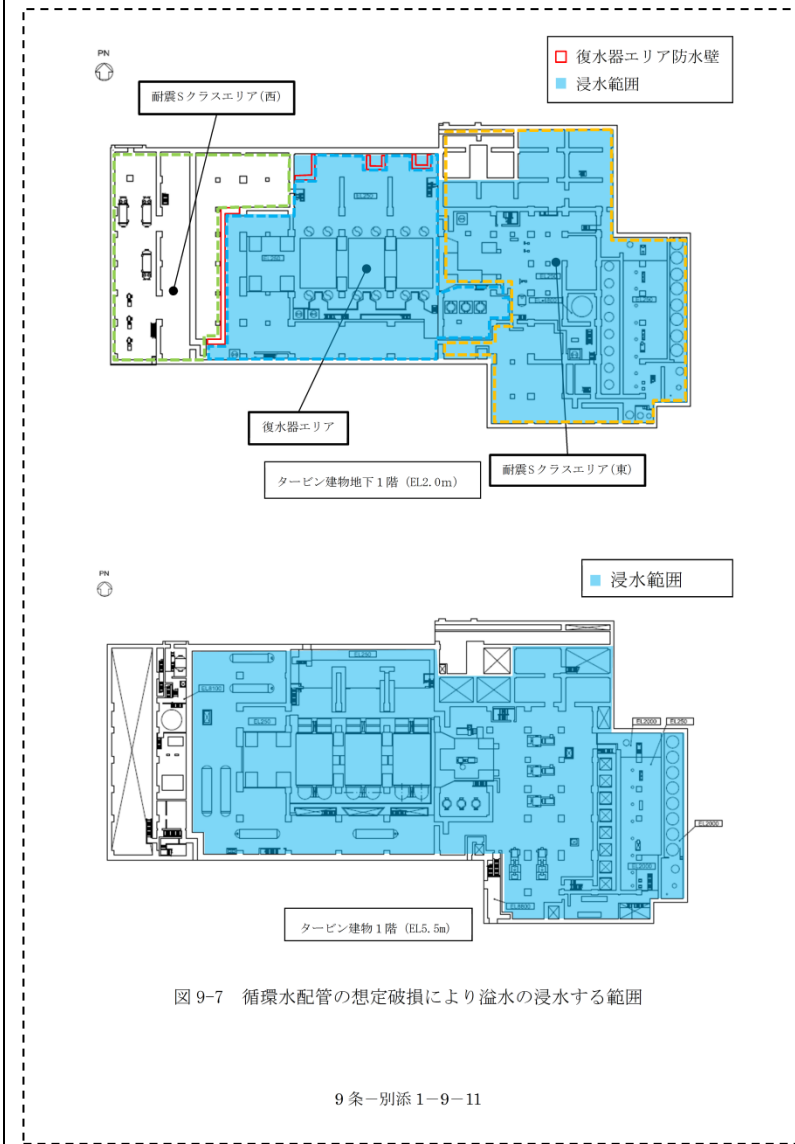 PN
復水器エリア防水壁
浸水範囲
耐震Sクラスエリア(西)
EL250
復水器エリア
耐震Sクラスエリア(東)
タービン建物地下1階 (EL2.0m)
PN
浸水範囲
EL250
EL2000
EL250
EL250
タービン建物1階 (EL5.5m)
図 9-7 循環水配管の想定破損により溢水の浸水する範囲
9条-別添 1-9-11